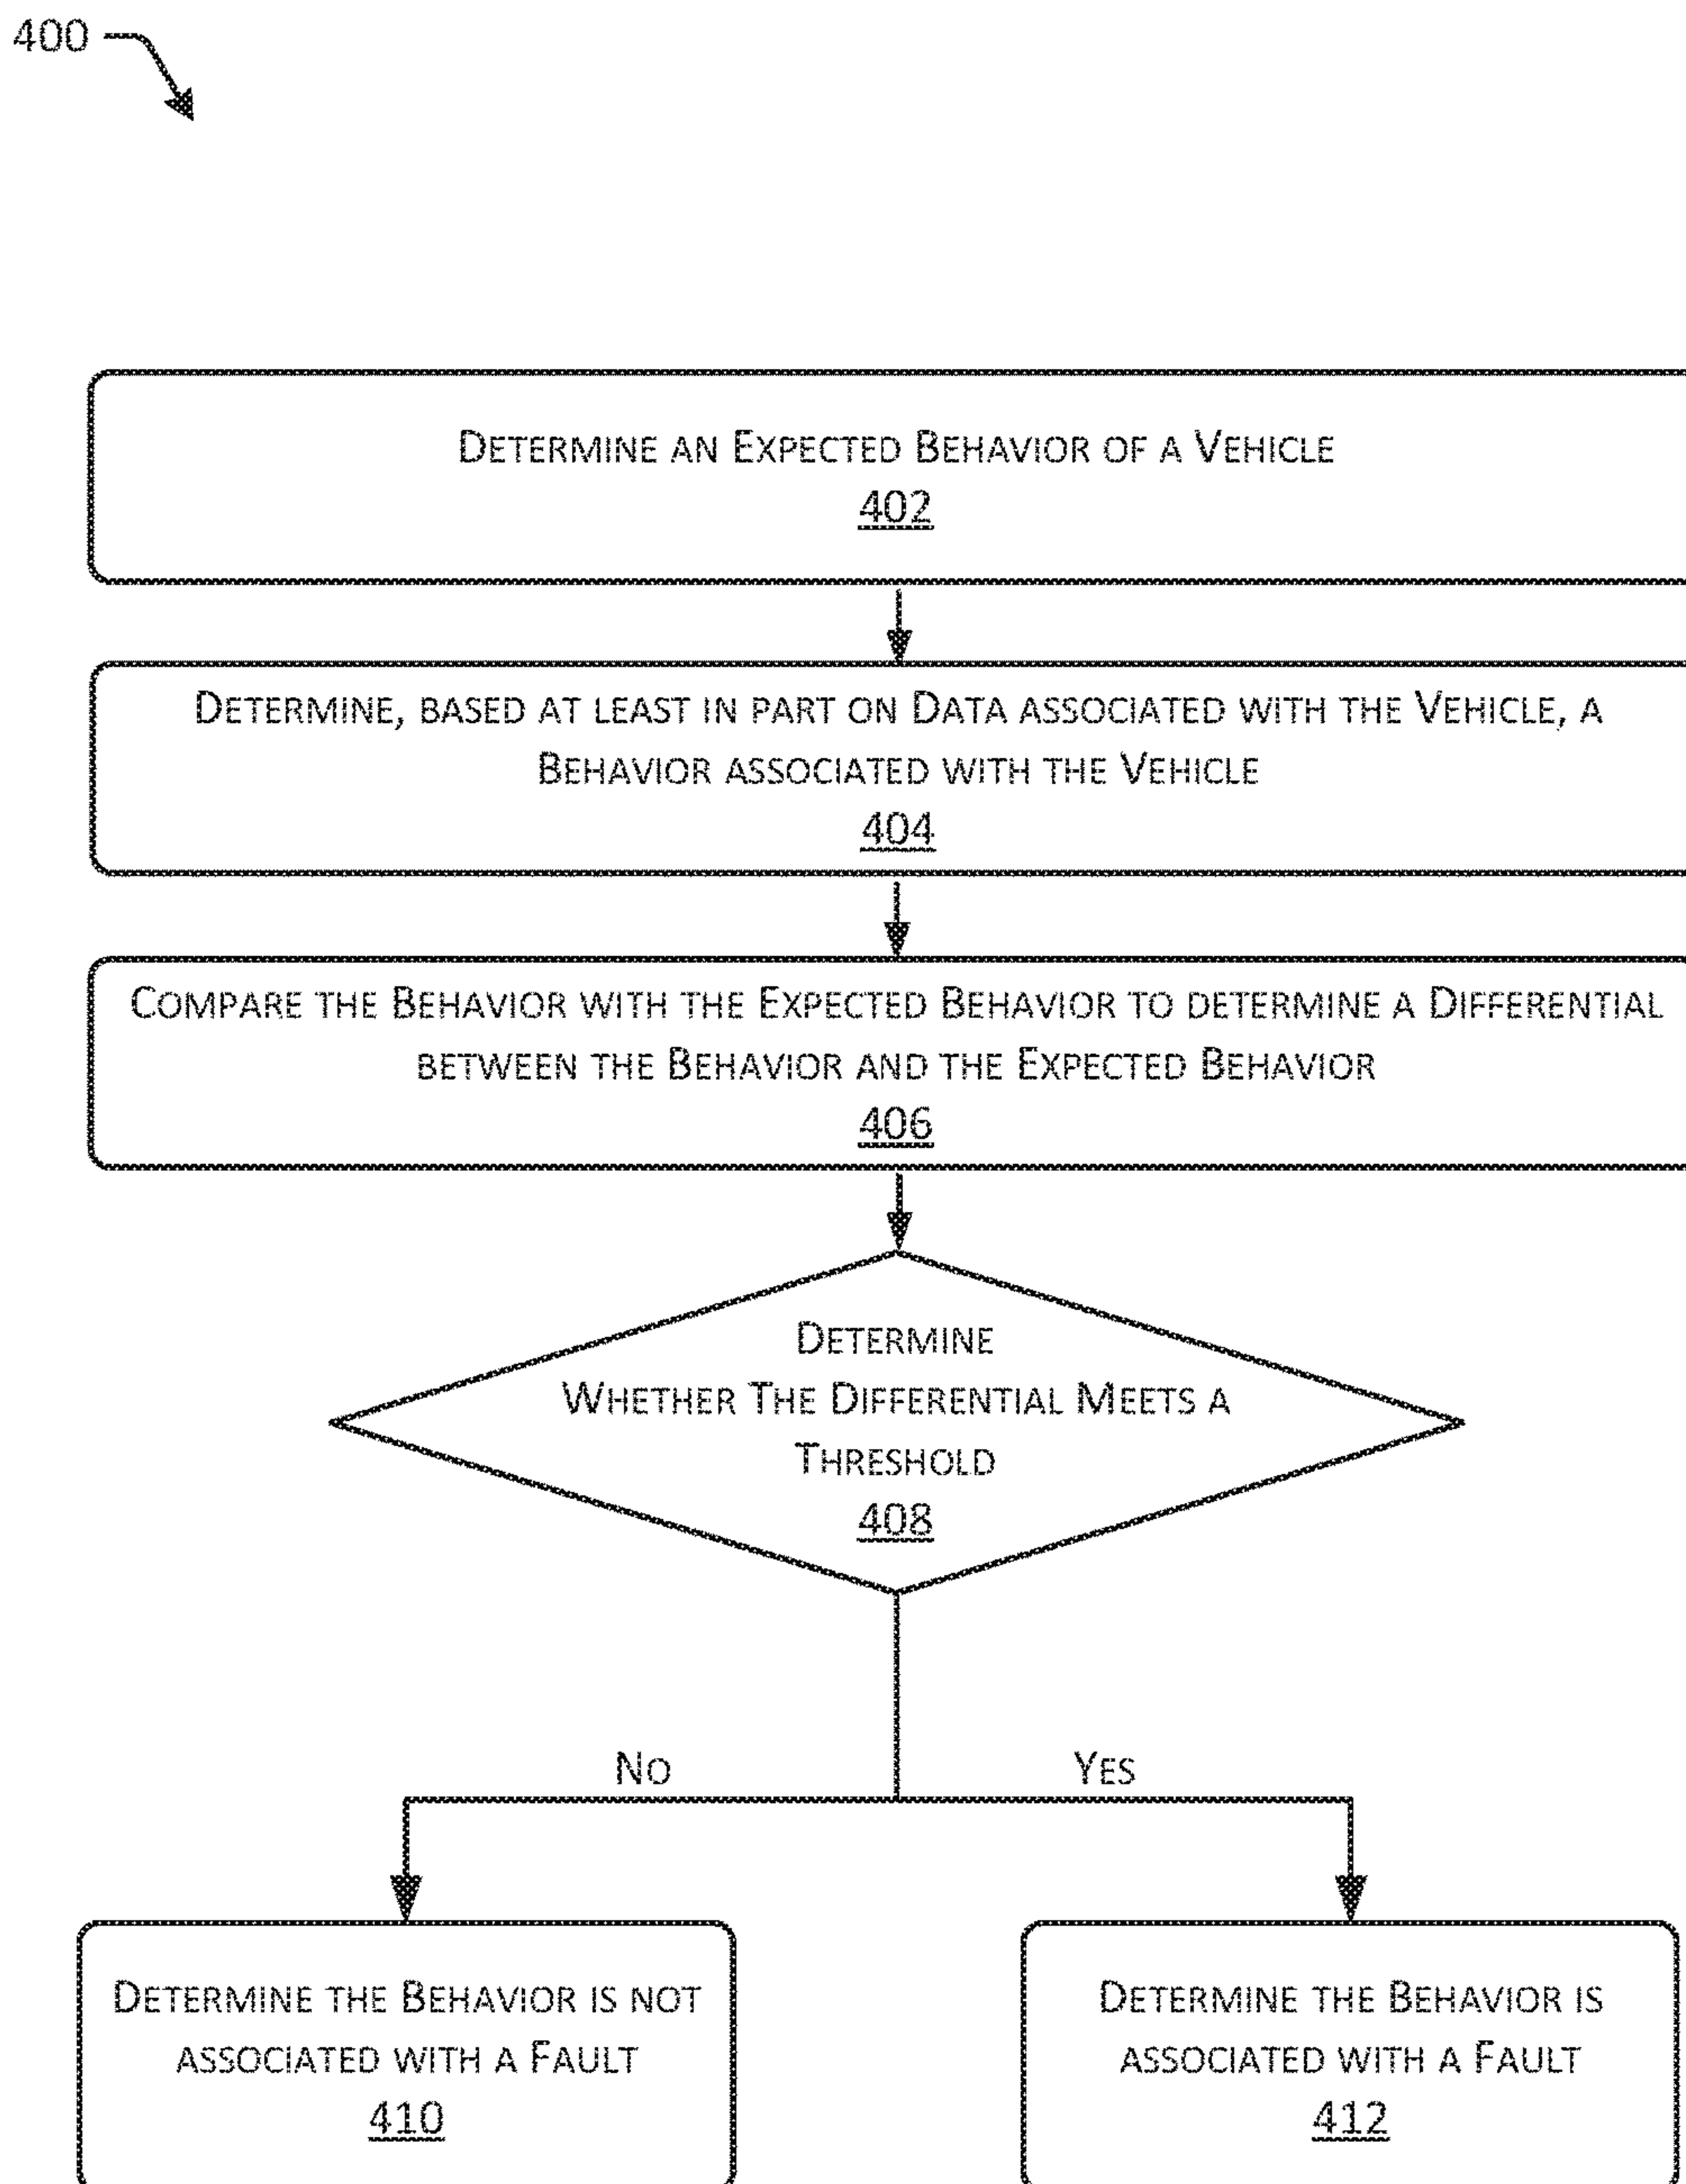 400
DETERMINE AN EXPECTED BEHAVIOR OF A VEHICLE
402
DETERMINE, BASED AT LEAST IN PART ON DATA ASSOCIATED WITH THE VEHICLE, A
BEHAVIOR ASSOCIATED WITH THE VEHICLE
404
COMPARE THE BEHAVIOR WITH THE EXPECTED BEHAVIOR TO DETERMINE A DIFFERENTIAL
BETWEEN THE BEHAVIOR AND THE EXPECTED BEHAVIOR
406
DETERMINE
WHETHER THE DIFFERENTIAL MEETS A
THRESHOLD
408
NO
YES
DETERMINE THE BEHAVIOR IS NOT
ASSOCIATED WITH A FAULT
410
DETERMINE THE BEHAVIOR IS
ASSOCIATED WITH A FAULT
412